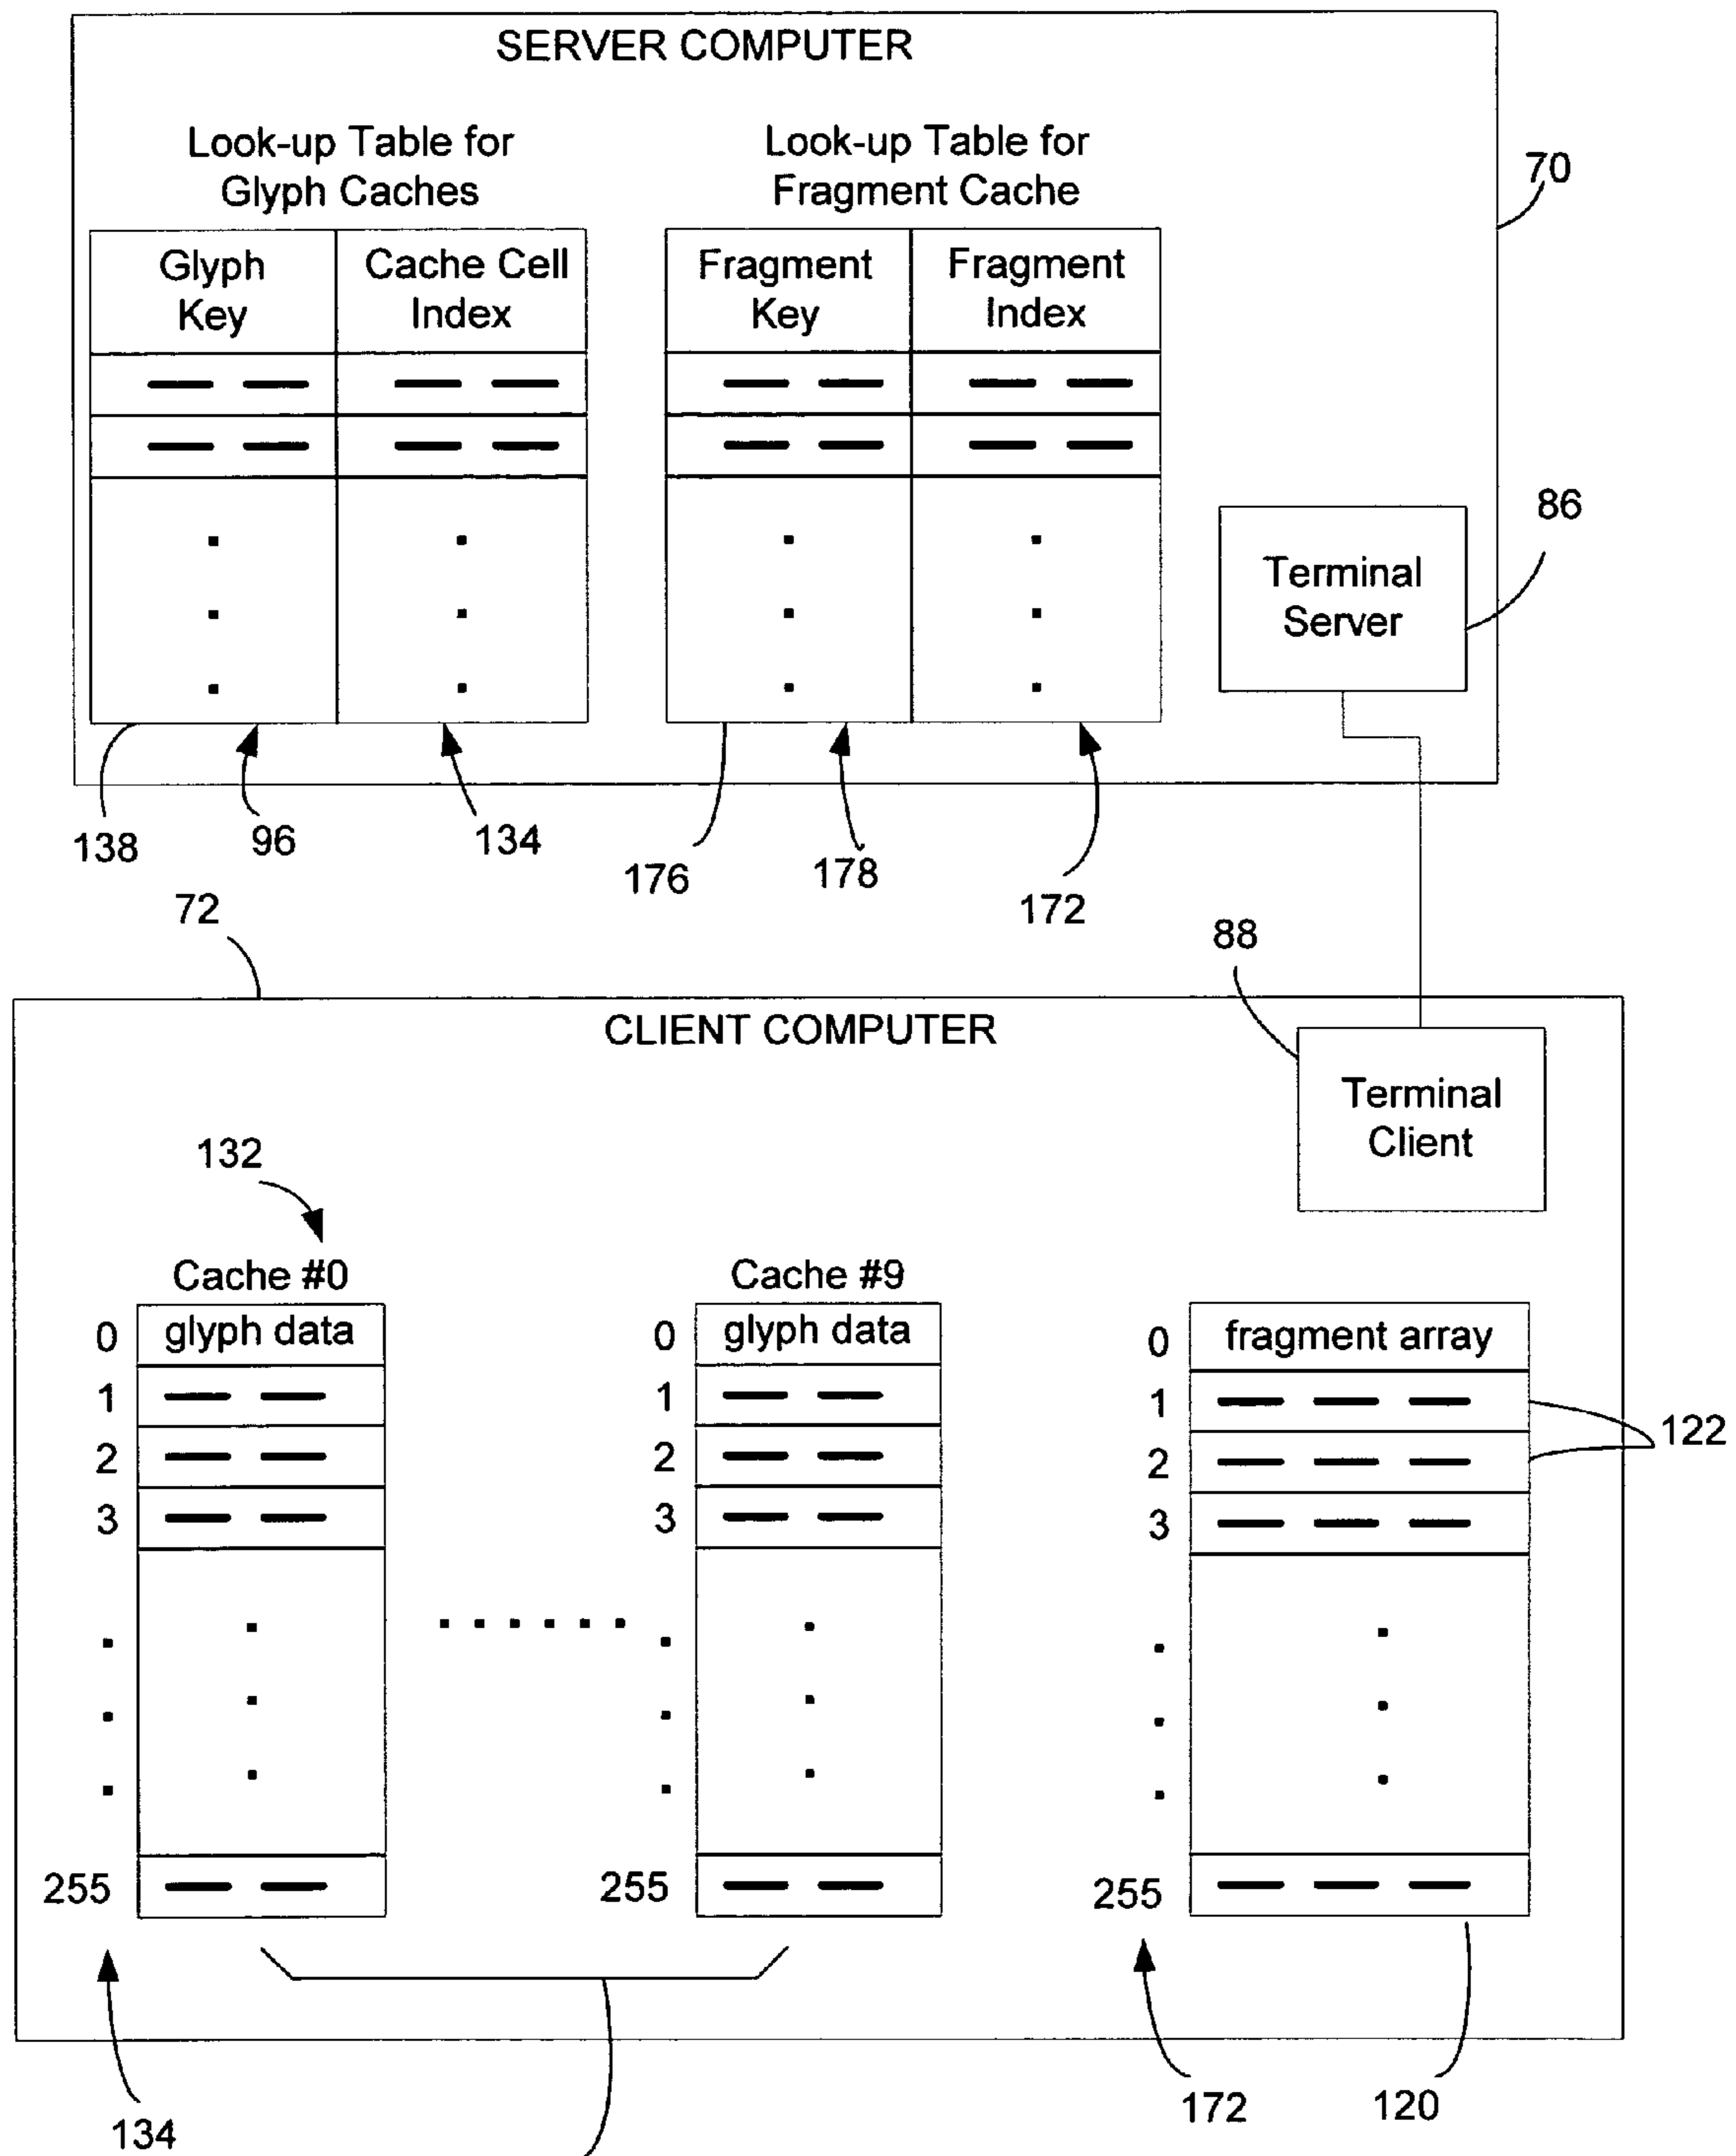 SERVER COMPUTER
Look-up Table for
Glyph Caches
Look-up Table for
Fragment Cache
70
Glyph
Key
Cache Cell
Index
Fragment
Key
Fragment
Index
86
Terminal
Server
138
96
134
176
178
172
72
88
CLIENT COMPUTER
Terminal
Client
132
Cache #0
0 glyph data
1
2
3
255
Cache #9
0 glyph data
1
2
3
255
0 fragment array
1
2
3
255
122
134
172
120